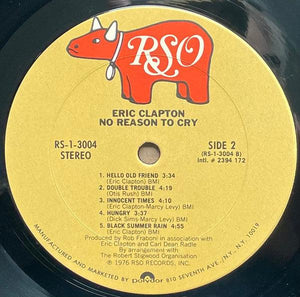 RSO
ERIC CLAPTON
NO REASON TO CRY
RS-1-3004
STEREO
SIDE 2
(RS-1-3004 B)
Intl. # 2394 172
1. HELLO OLD FRIEND 3:34
(Eric Clapton) BMI
2. DOUBLE TROUBLE 4:19
(Otis Rush) BMI
3. INNOCENT TIMES 4:10
(Eric Clapton-Marcy Levy) BMI
4. HUNGRY 3:37
(Dick Sims-Marcy Levy) BMI
5. BLACK SUMMER RAIN 4:55
(Eric Clapton) BMI
Produced by Rob Fraboni in association with
Eric Clapton and Carl Dean Radle
By arrangement with
The Robert Stigwood Organisation
℗ 1976 RSO RECORDS, INC.
MANUFACTURED AND MARKETED BY polydor 810 SEVENTH AVE., N.Y., N.Y. 10019